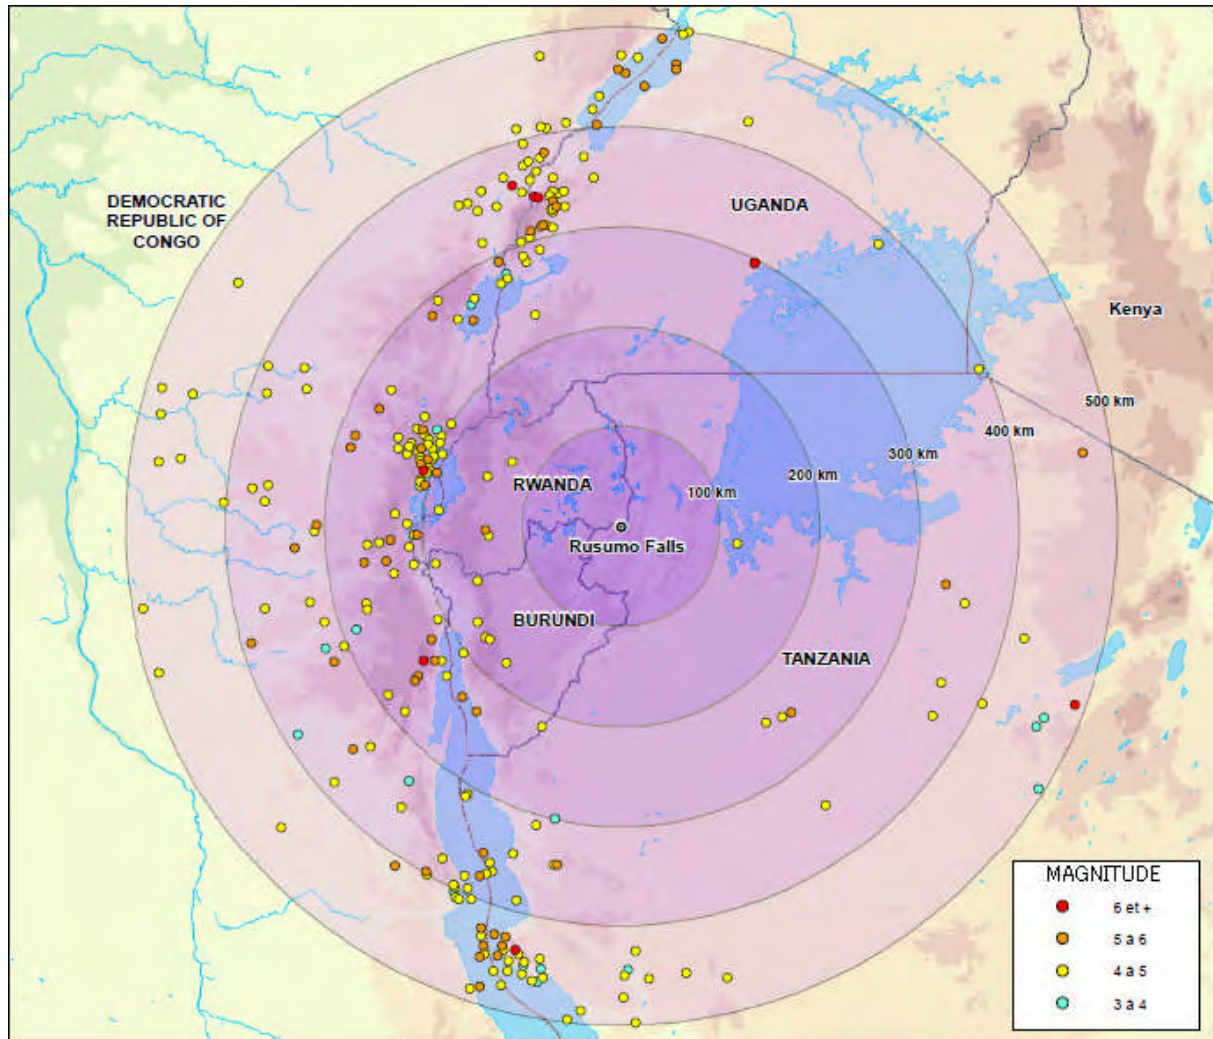 DEMOCRATIC
REPUBLIC OF
CONGO
UGANDA
Kenya
500 km
400 km
300 km
200 km
100 km
RWANDA
Rusumo Falls
BURUNDI
TANZANIA
MAGNITUDE
6 et +
5 à 6
4 à 5
3 à 4